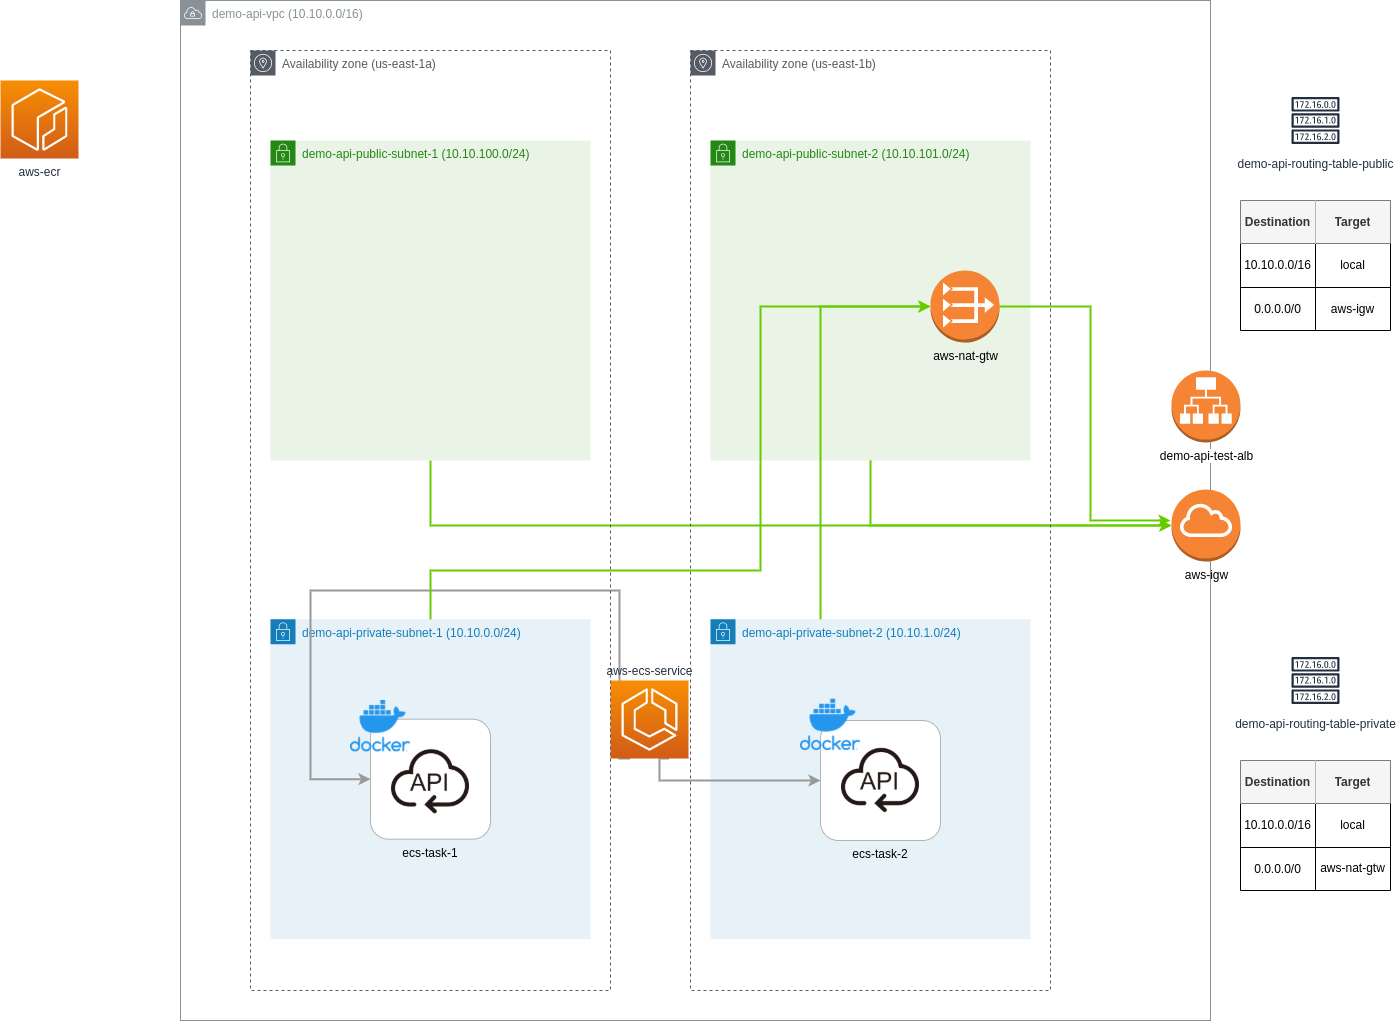 demo-api-vpc (10.10.0.0/16)
Availability zone (us-east-1a)
Availability zone (us-east-1b)
aws-ecr
demo-api-public-subnet-1 (10.10.100.0/24)
demo-api-public-subnet-2 (10.10.101.0/24)
aws-nat-gtw
172.16.0.0
172.16.1.0
172.16.2.0
demo-api-routing-table-public
Destination Target
10.10.0.0/16 local
0.0.0.0/0 aws-igw
demo-api-test-alb
aws-igw
demo-api-private-subnet-1 (10.10.0.0/24)
demo-api-private-subnet-2 (10.10.1.0/24)
aws-ecs-service
docker
API
ecs-task-1
docker
API
ecs-task-2
172.16.0.0
172.16.1.0
172.16.2.0
demo-api-routing-table-private
Destination Target
10.10.0.0/16 local
0.0.0.0/0 aws-nat-gtw